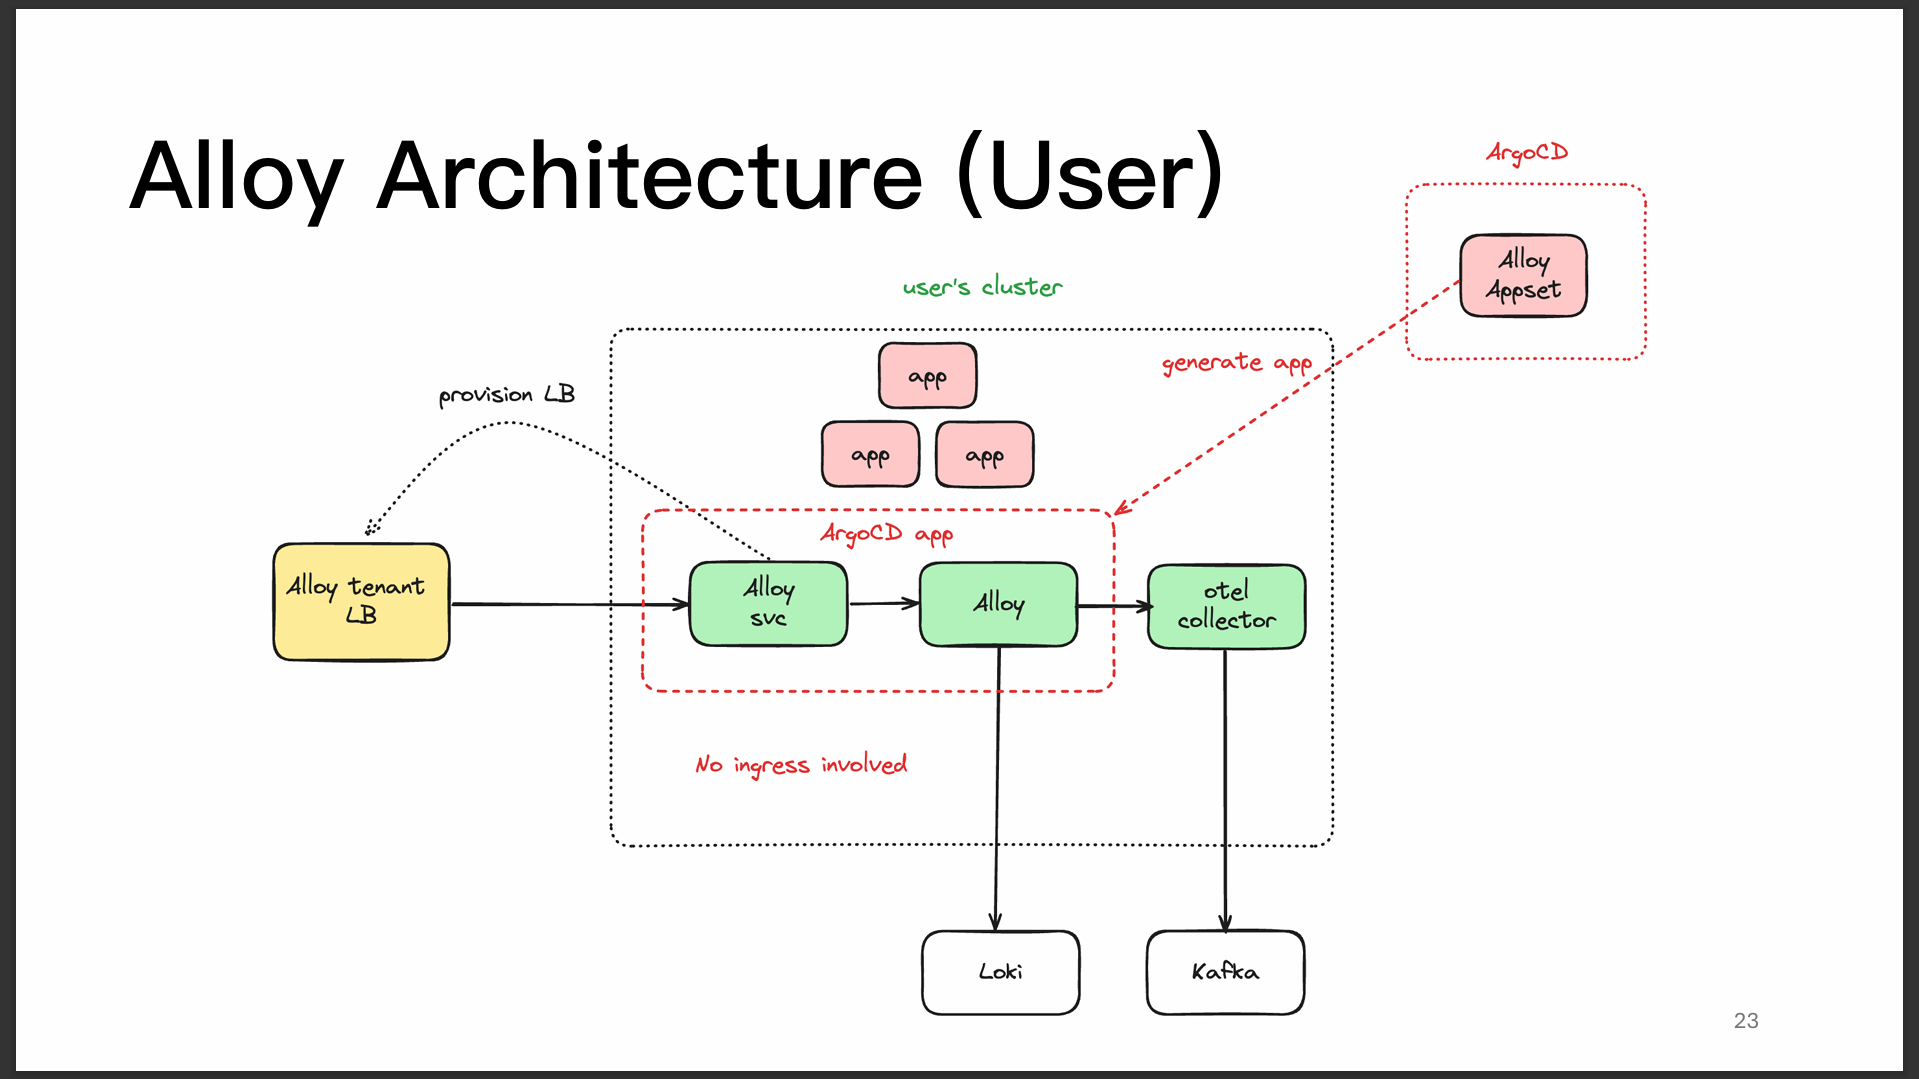 Alloy Architecture (User)
ArgoCD
Alloy
Appset
user's cluster
generate app
provision LB
app
app
app
ArgoCD app
Alloy tenant
LB
Alloy
svc
Alloy
otel
collector
No ingress involved
Loki
Kafka
23